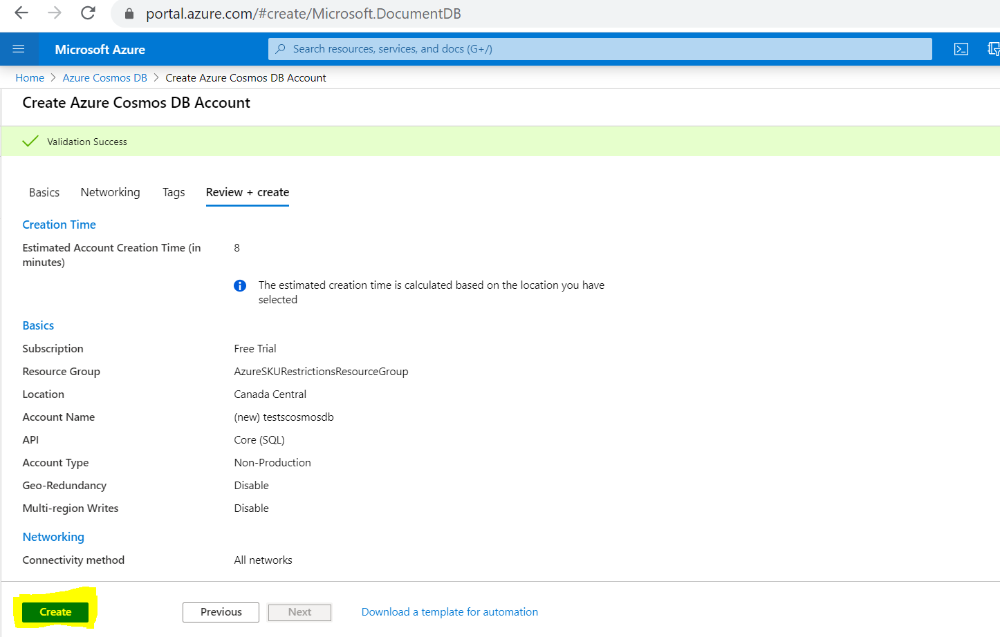 portal.azure.com/#create/Microsoft.DocumentDB
Microsoft Azure
Search resources, services, and docs (G+/)
Home > Azure Cosmos DB > Create Azure Cosmos DB Account
Create Azure Cosmos DB Account
Validation Success
Basics Networking Tags Review + create
Creation Time
Estimated Account Creation Time (in 8
minutes)
The estimated creation time is calculated based on the location you have
selected
Basics
Subscription Free Trial
Resource Group AzureSKURestrictionsResourceGroup
Location Canada Central
Account Name (new) testscosmosdb
API Core (SQL)
Account Type Non-Production
Geo-Redundancy Disable
Multi-region Writes Disable
Networking
Connectivity method All networks
Create Previous Next Download a template for automation